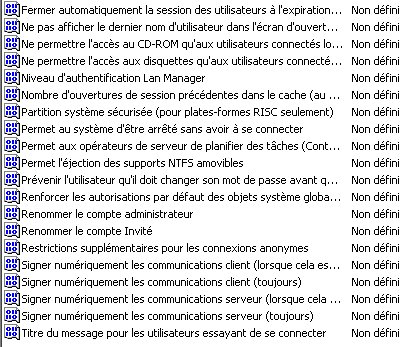 Fermer automatiquement la session des utilisateurs à l'expiration... Non défini
Ne pas afficher le dernier nom d'utilisateur dans l'écran d'ouvert... Non défini
Ne permettre l'accès au CD-ROM qu'aux utilisateurs connectés lo... Non défini
Ne permettre l'accès aux disquettes qu'aux utilisateurs connecté... Non défini
Niveau d'authentification Lan Manager Non défini
Nombre d'ouvertures de session précédentes dans le cache (au ... Non défini
Partition système sécurisée (pour plates-formes RISC seulement) Non défini
Permet au système d'être arrêté sans avoir à se connecter Non défini
Permet aux opérateurs de serveur de planifier des tâches (Cont... Non défini
Permet l'éjection des supports NTFS amovibles Non défini
Prévenir l'utilisateur qu'il doit changer son mot de passe avant q... Non défini
Renforcer les autorisations par défaut des objets système globa... Non défini
Renommer le compte administrateur Non défini
Renommer le compte Invité Non défini
Restrictions supplémentaires pour les connexions anonymes Non défini
Signer numériquement les communications client (lorsque cela es... Non défini
Signer numériquement les communications client (toujours) Non défini
Signer numériquement les communications serveur (lorsque cela ... Non défini
Signer numériquement les communications serveur (toujours) Non défini
Titre du message pour les utilisateurs essayant de se connecter Non défini